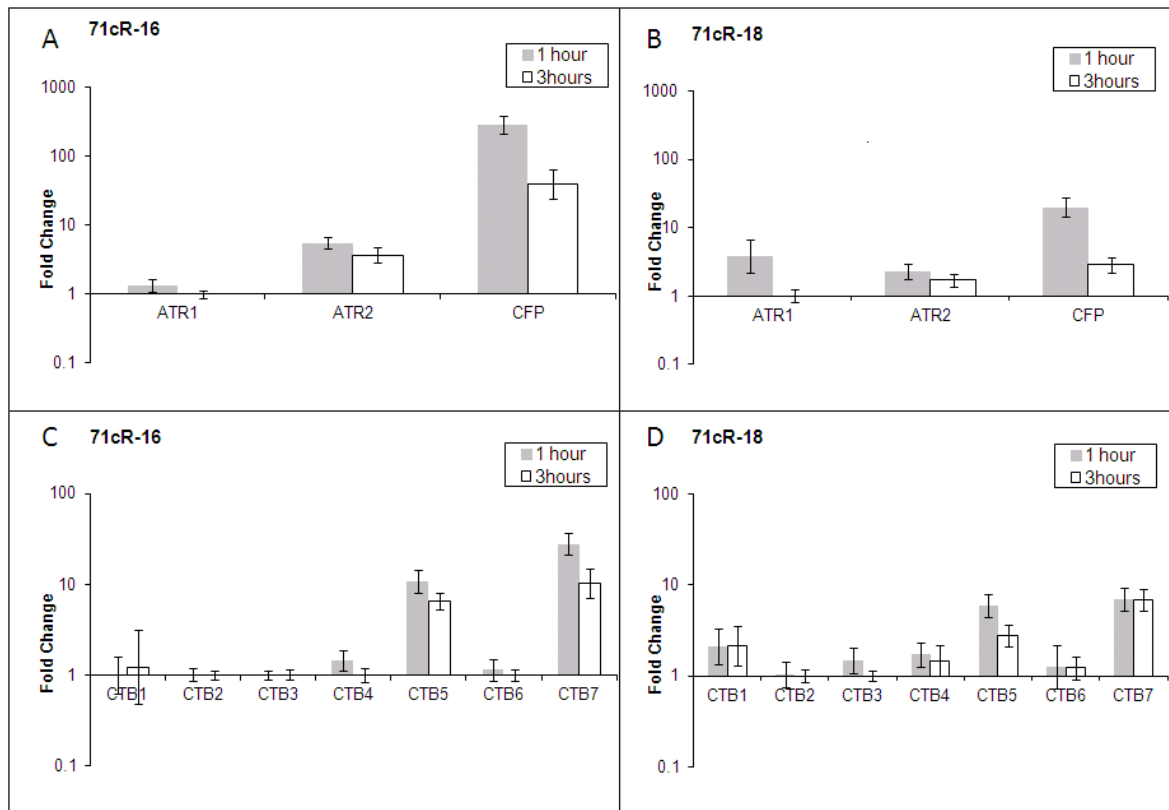 A
71cR-16
1 hour
3hours
Fold Change
1000
100
10
1
0.1
ATR1
ATR2
CFP
B
71cR-18
1 hour
3hours
Fold Change
1000
100
10
1
0.1
ATR1
ATR2
CFP
C
71cR-16
1 hour
3hours
Fold Change
100
10
1
0.1
CTB1
CTB2
CTB3
CTB4
CTB5
CTB6
CTB7
D
71cR-18
1 hour
3hours
Fold Change
100
10
1
0.1
CTB1
CTB2
CTB3
CTB4
CTB5
CTB6
CTB7